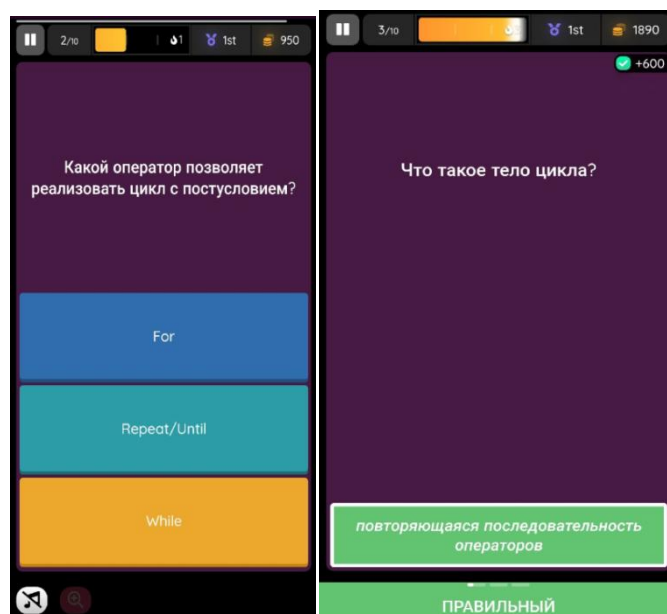 2/10
1
1st
950
Какой оператор позволяет
реализовать цикл с постусловием?
For
Repeat/Until
While
3/10
1st
1890
+600
Что такое тело цикла?
повторяющаяся последовательность
операторов
ПРАВИЛЬНЫЙ